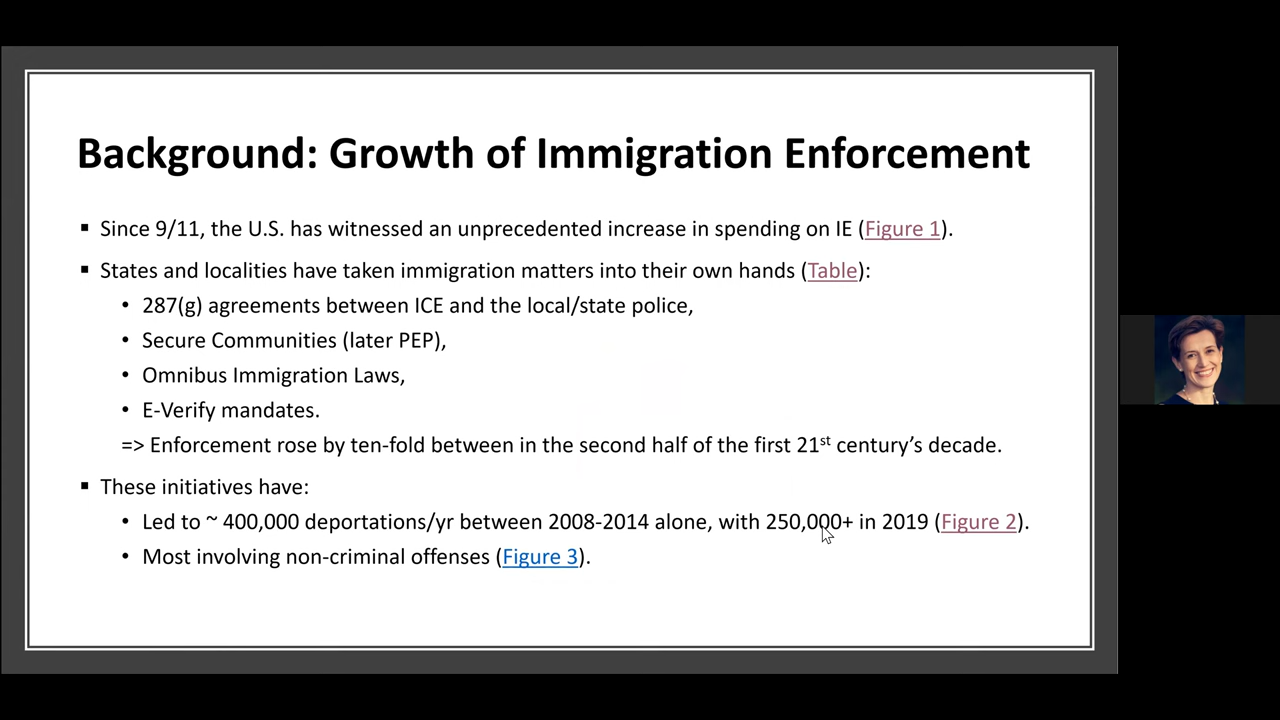 Background: Growth of Immigration Enforcement
▪ Since 9/11, the U.S. has witnessed an unprecedented increase in spending on IE (Figure 1).
▪ States and localities have taken immigration matters into their own hands (Table):
• 287(g) agreements between ICE and the local/state police,
• Secure Communities (later PEP),
• Omnibus Immigration Laws,
• E-Verify mandates.
=> Enforcement rose by ten-fold between in the second half of the first 21st century’s decade.
▪ These initiatives have:
• Led to ~ 400,000 deportations/yr between 2008-2014 alone, with 250,000+ in 2019 (Figure 2).
• Most involving non-criminal offenses (Figure 3).